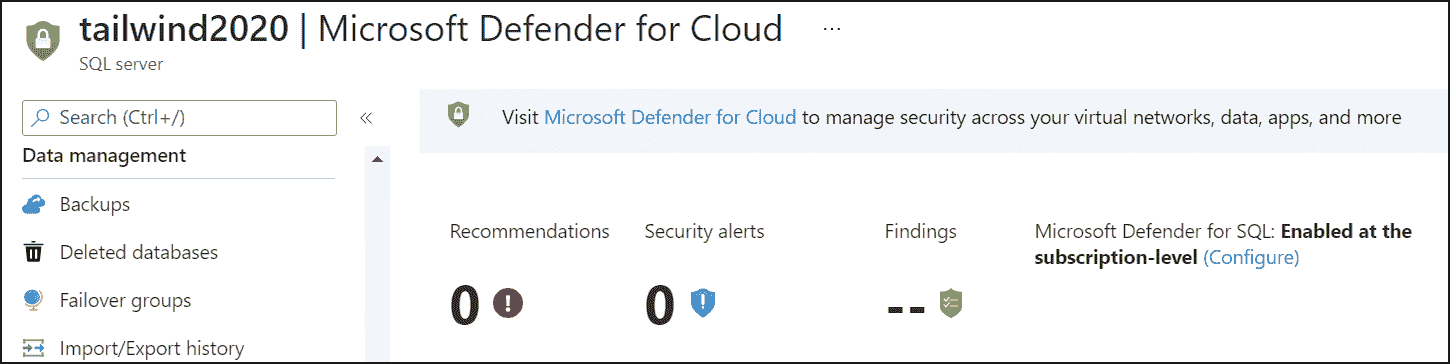 tailwind2020 | Microsoft Defender for Cloud ...
SQL server
Search (Ctrl+/)
«
Visit Microsoft Defender for Cloud to manage security across your virtual networks, data, apps, and more
Data management
Backups
Deleted databases
Failover groups
Import/Export history
Recommendations
0
Security alerts
0
Findings
--
Microsoft Defender for SQL: Enabled at the
subscription-level (Configure)